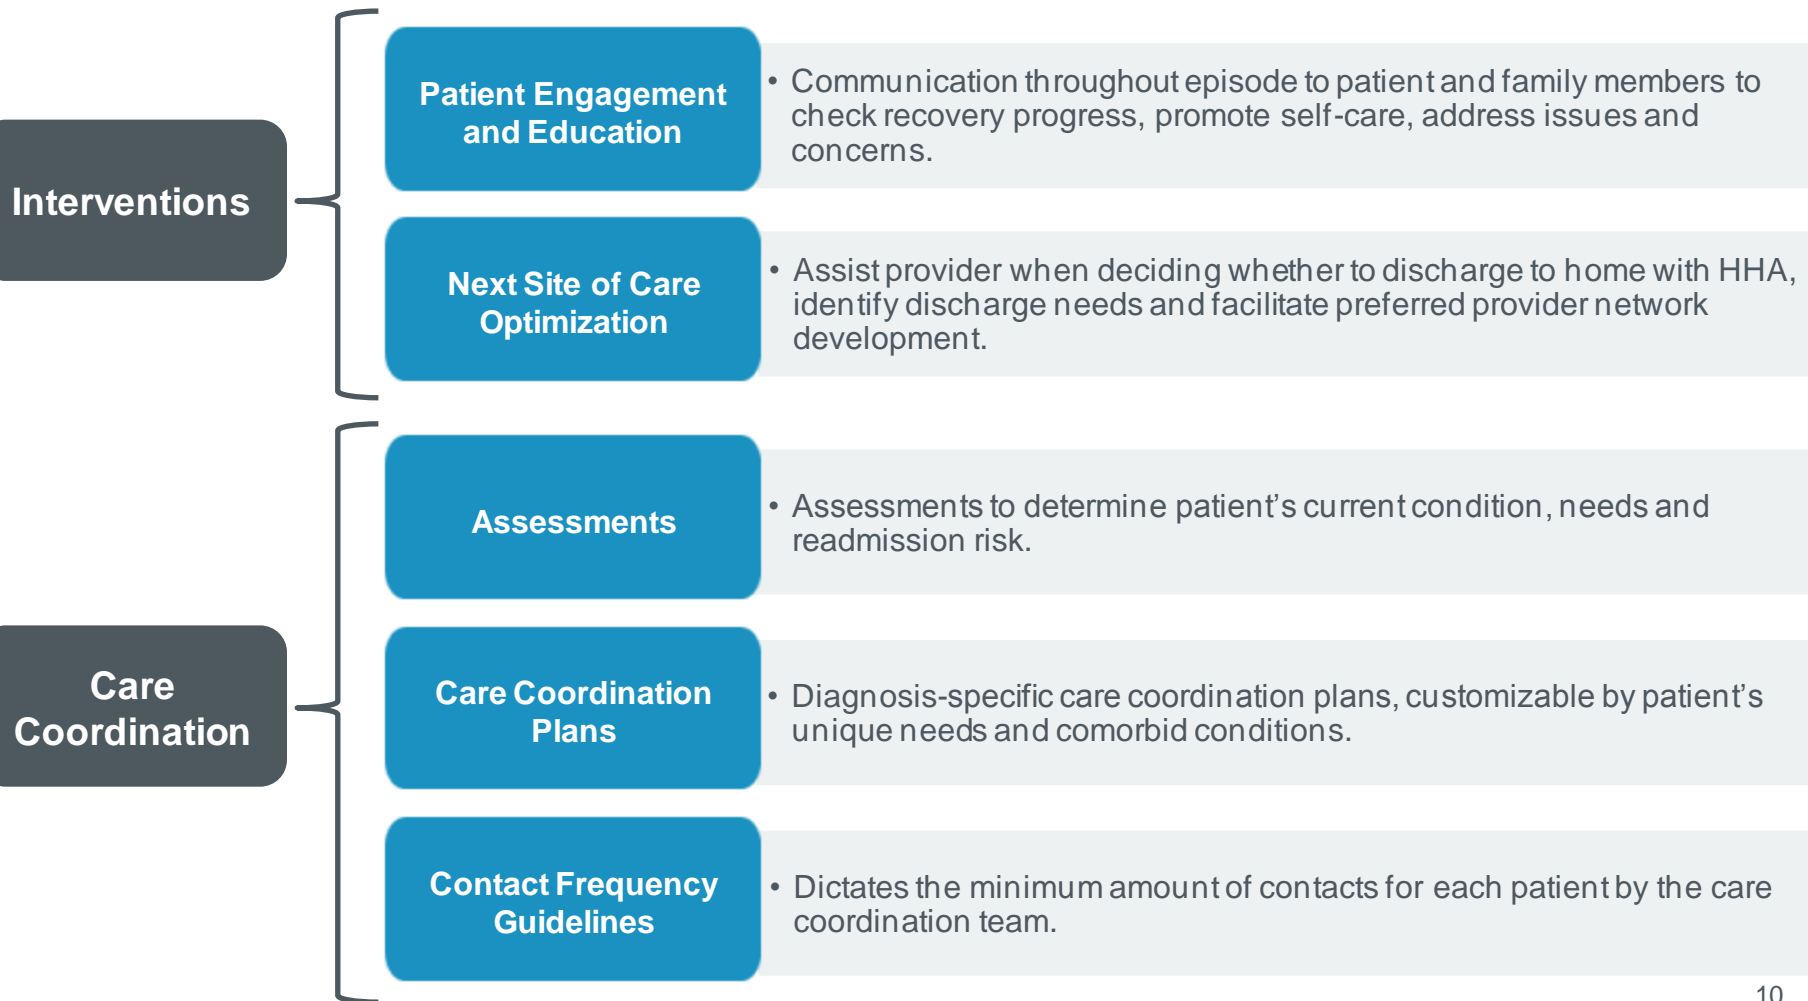 Interventions
Patient Engagement
and Education
• Communication throughout episode to patient and family members to
check recovery progress, promote self-care, address issues and
concerns.
Next Site of Care
Optimization
• Assist provider when deciding whether to discharge to home with HHA,
identify discharge needs and facilitate preferred provider network
development.
Care
Coordination
Assessments
• Assessments to determine patient’s current condition, needs and
readmission risk.
Care Coordination
Plans
• Diagnosis-specific care coordination plans, customizable by patient’s
unique needs and comorbid conditions.
Contact Frequency
Guidelines
• Dictates the minimum amount of contacts for each patient by the care
coordination team.
10